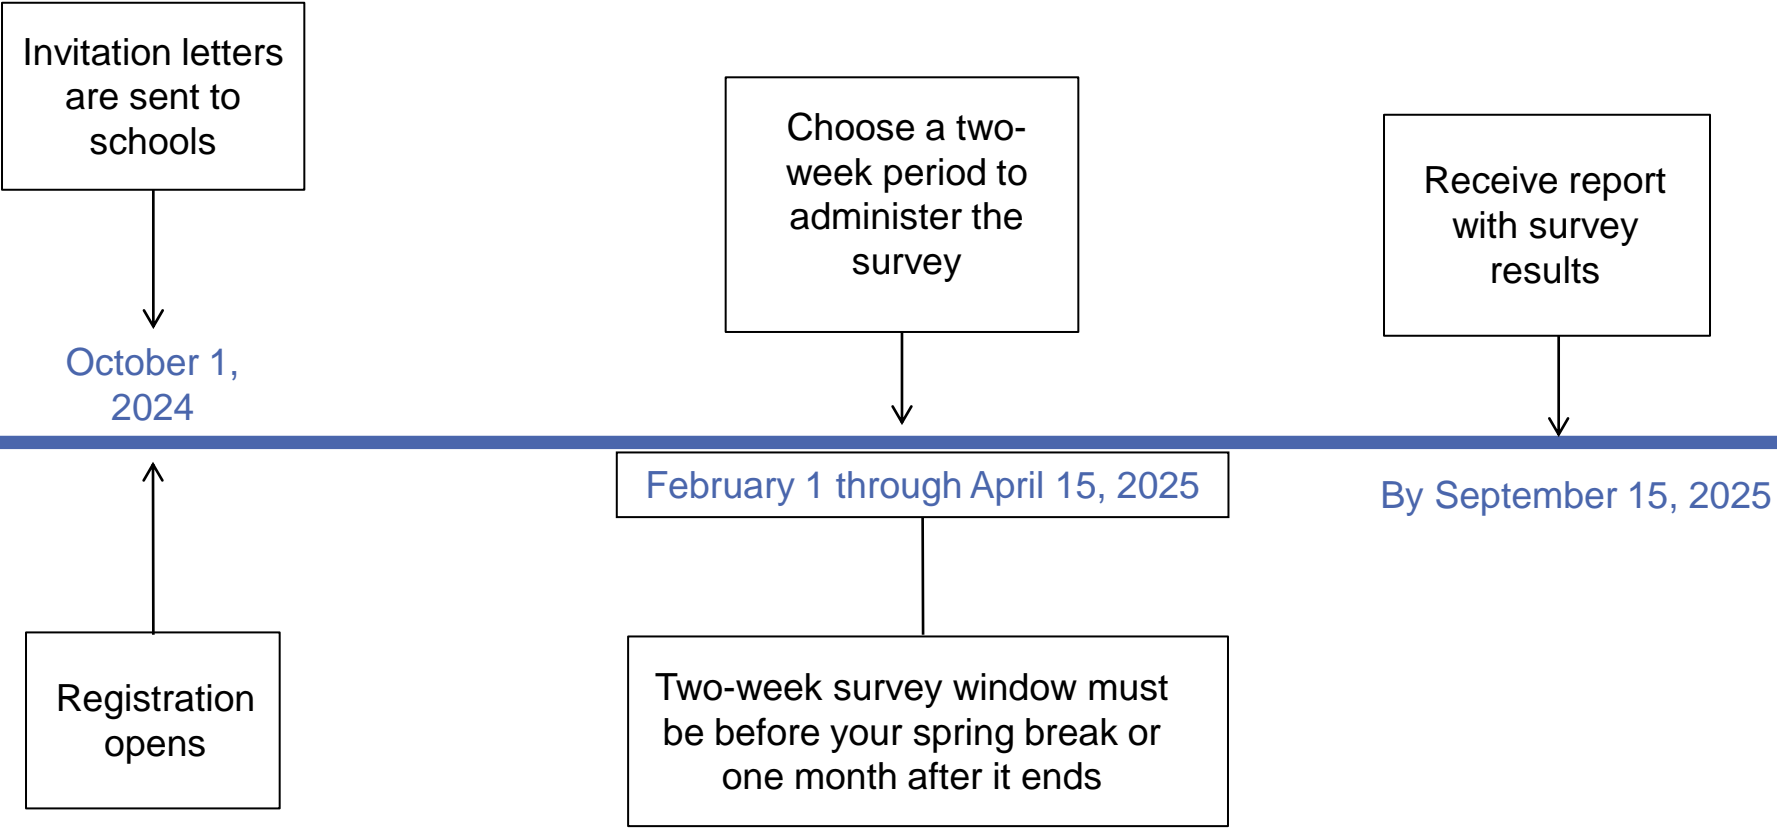 Invitation letters
are sent to
schools
Choose a two-
week period to
administer the
survey
Receive report
with survey
results
October 1,
2024
February 1 through April 15, 2025
By September 15, 2025
Registration
opens
Two-week survey window must
be before your spring break or
one month after it ends